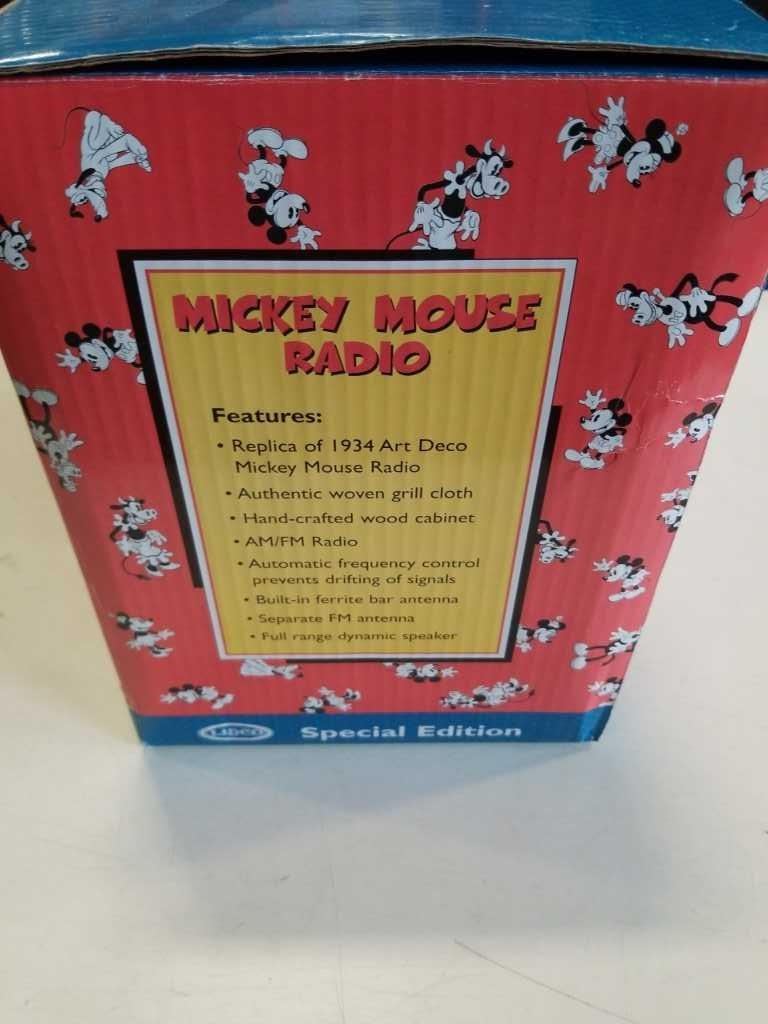 MICKEY MOUSE
RADIO
Features:
• Replica of 1934 Art Deco
Mickey Mouse Radio
• Authentic woven grill cloth
• Hand-crafted wood cabinet
• AM/FM Radio
• Automatic frequency control
prevents drifting of signals
• Built-in ferrite bar antenna
• Separate FM antenna
• Full range dynamic speaker
Special Edition